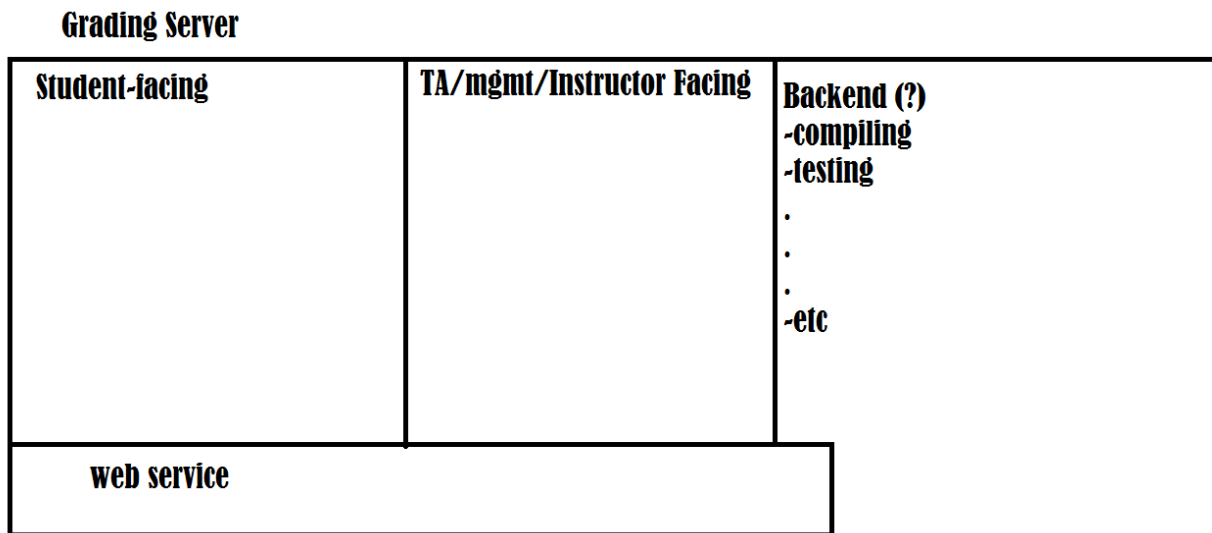 Grading Server
Student-facing
TA/mgmt/Instructor Facing
Backend (?)
-compiling
-testing
.
.
.
-etc
web service